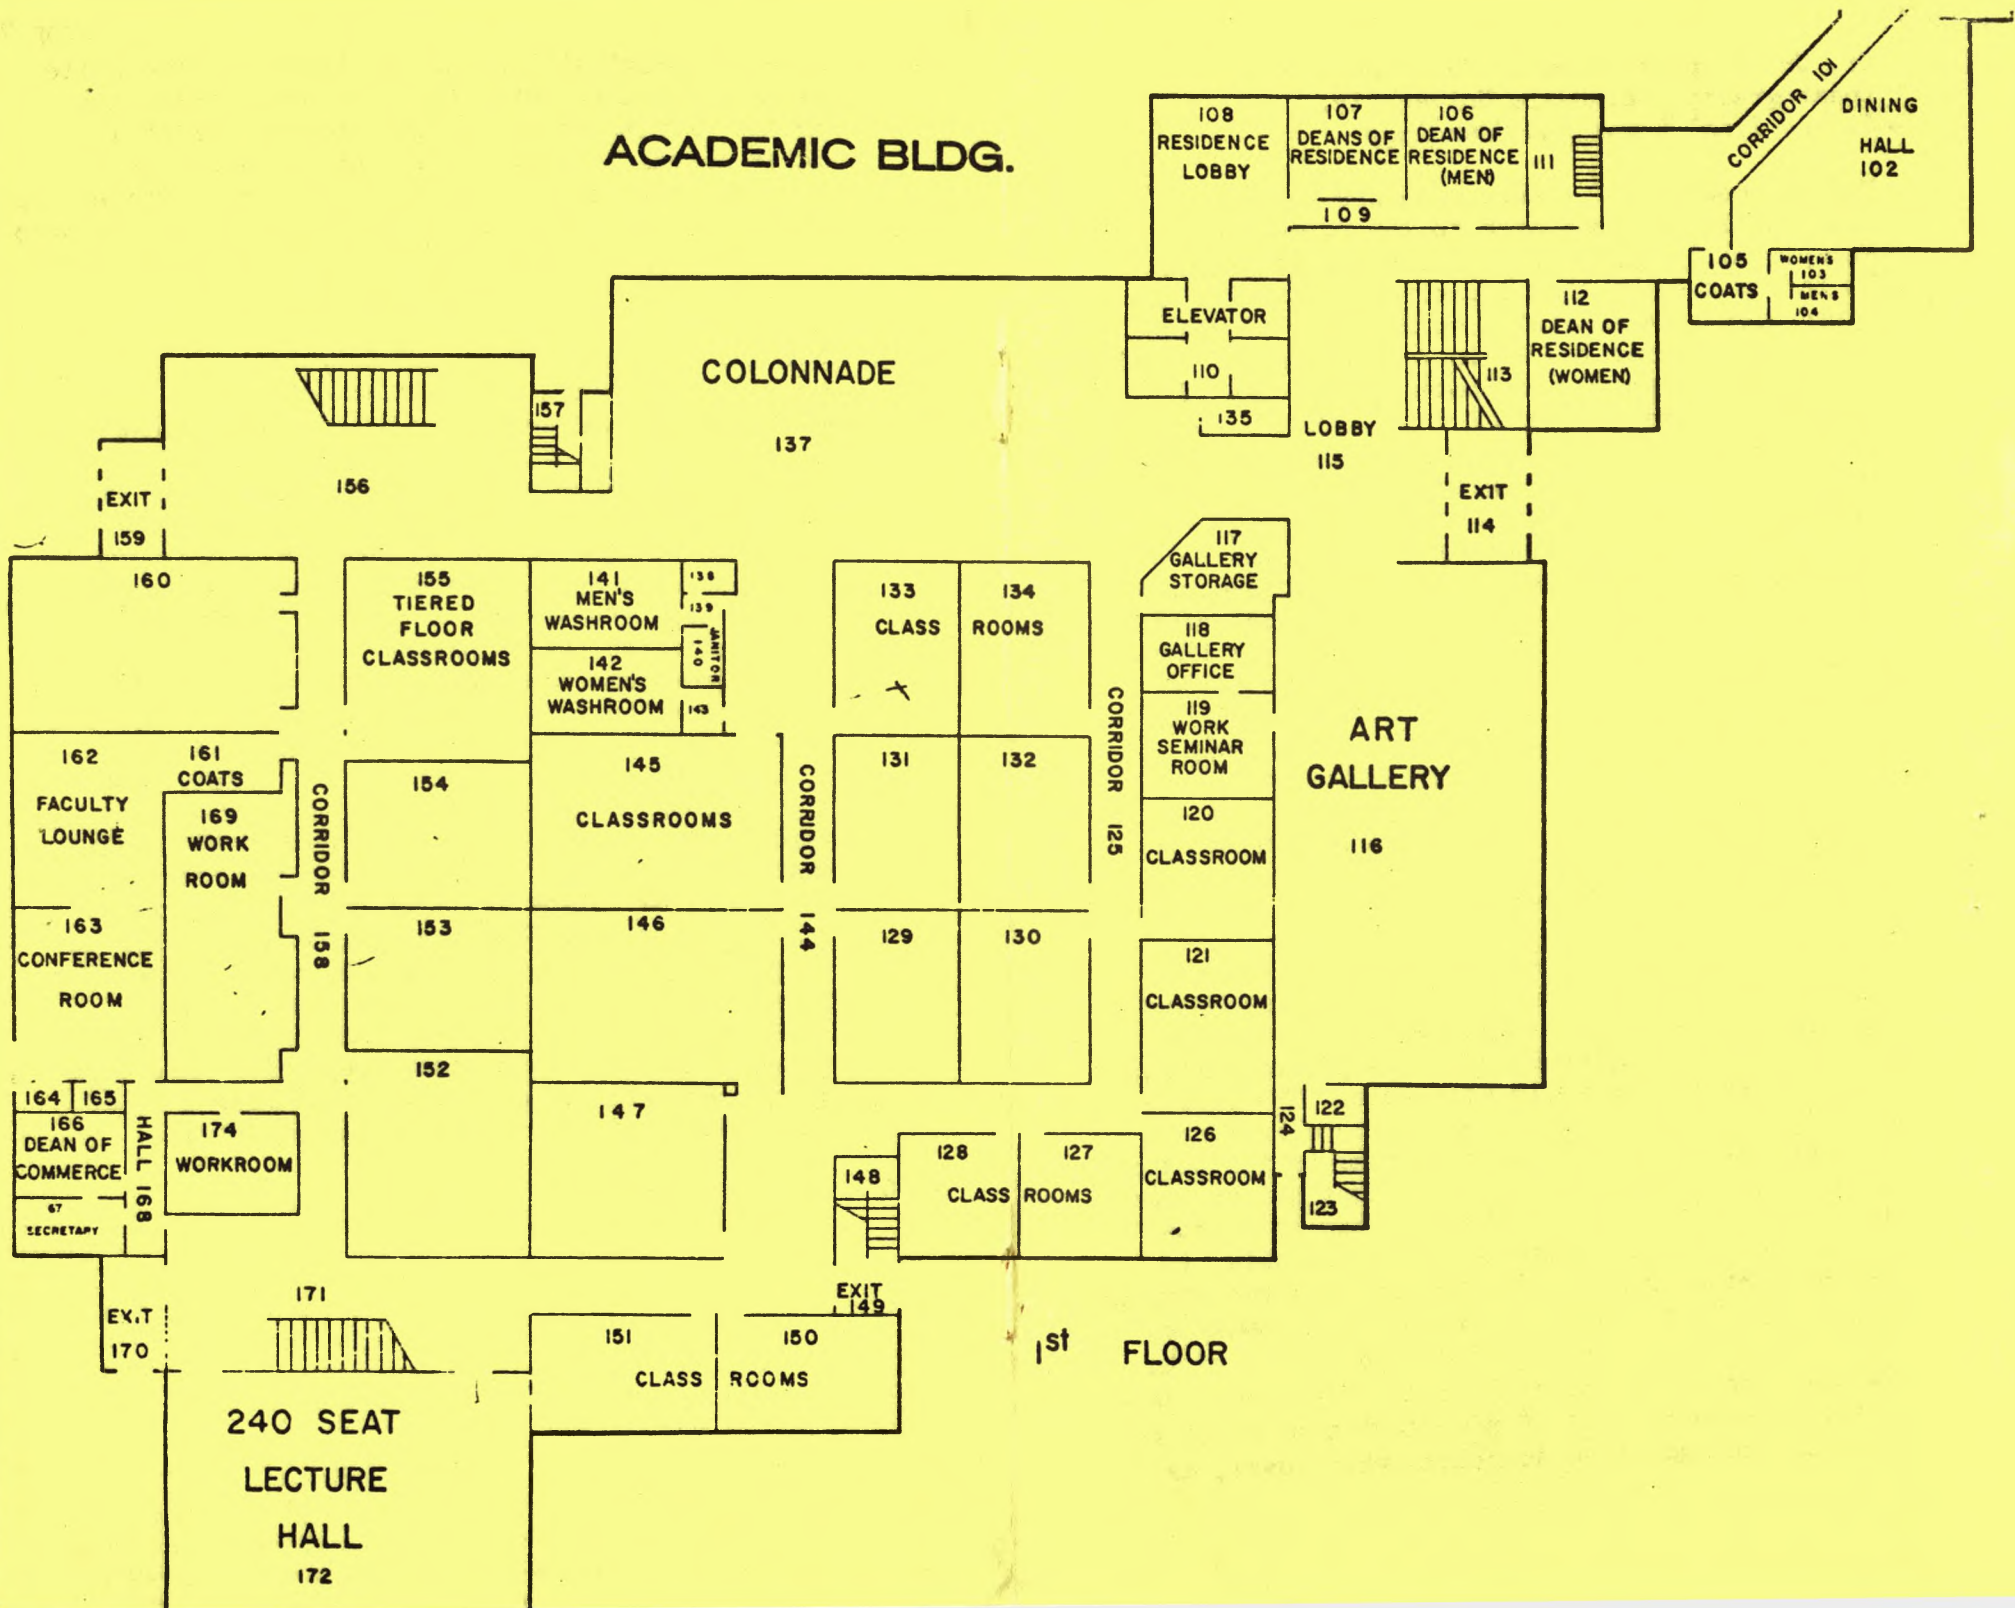 ACADEMIC BLDG.
CORRIDOR 101
DINING
HALL
102
108
RESIDENCE
LOBBY
107
DEANS OF
RESIDENCE
109
106
DEAN OF
RESIDENCE
(MEN)
111
105
COATS
WOMEN'S
103
MENS
104
ELEVATOR
110
135
LOBBY
115
113
112
DEAN OF
RESIDENCE
(WOMEN)
EXIT
114
COLONNADE
137
157
156
EXIT
159
160
155
TIERED
FLOOR
CLASSROOMS
141
MEN'S
WASHROOM
138
139
JANITOR
140
142
WOMEN'S
WASHROOM
143
133
134
CLASS ROOMS
117
GALLERY
STORAGE
118
GALLERY
OFFICE
119
WORK
SEMINAR
ROOM
120
CLASSROOM
121
CLASSROOM
CORRIDOR 125
ART
GALLERY
116
162
FACULTY
LOUNGE
161
COATS
169
WORK
ROOM
CORRIDOR 158
154
145
CLASSROOMS
CORRIDOR 144
131
132
163
CONFERENCE
ROOM
153
146
129
130
152
147
164
165
166
DEAN OF
COMMERCE
67
SECRETARY
HALL 168
174
WORKROOM
148
128
127
CLASS ROOMS
126
CLASSROOM
124
122
123
EXIT
149
171
EXIT
170
151
150
CLASS ROOMS
1st FLOOR
240 SEAT
LECTURE
HALL
172